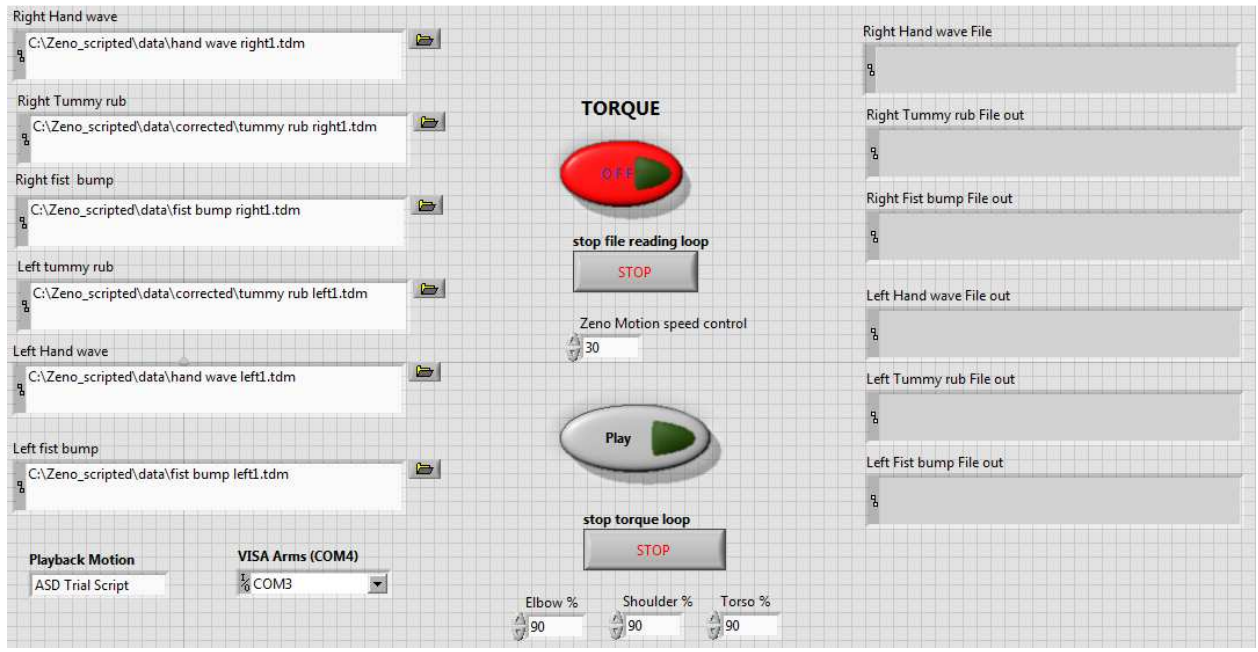 Right Hand wave
C:\Zeno_scripted\data\hand wave right1.tdm
Right Tummy rub
C:\Zeno_scripted\data\corrected\tummy rub right1.tdm
Right fist bump
C:\Zeno_scripted\data\fist bump right1.tdm
Left tummy rub
C:\Zeno_scripted\data\corrected\tummy rub left1.tdm
Left Hand wave
C:\Zeno_scripted\data\hand wave left1.tdm
Left fist bump
C:\Zeno_scripted\data\fist bump left1.tdm
Playback Motion
ASD Trial Script
VISA Arms (COM4)
COM3
TORQUE
OFF
stop file reading loop
STOP
Zeno Motion speed control
30
Play
stop torque loop
STOP
Elbow % Shoulder % Torso %
90 90 90
Right Hand wave File
Right Tummy rub File out
Right Fist bump File out
Left Hand wave File out
Left Tummy rub File out
Left Fist bump File out